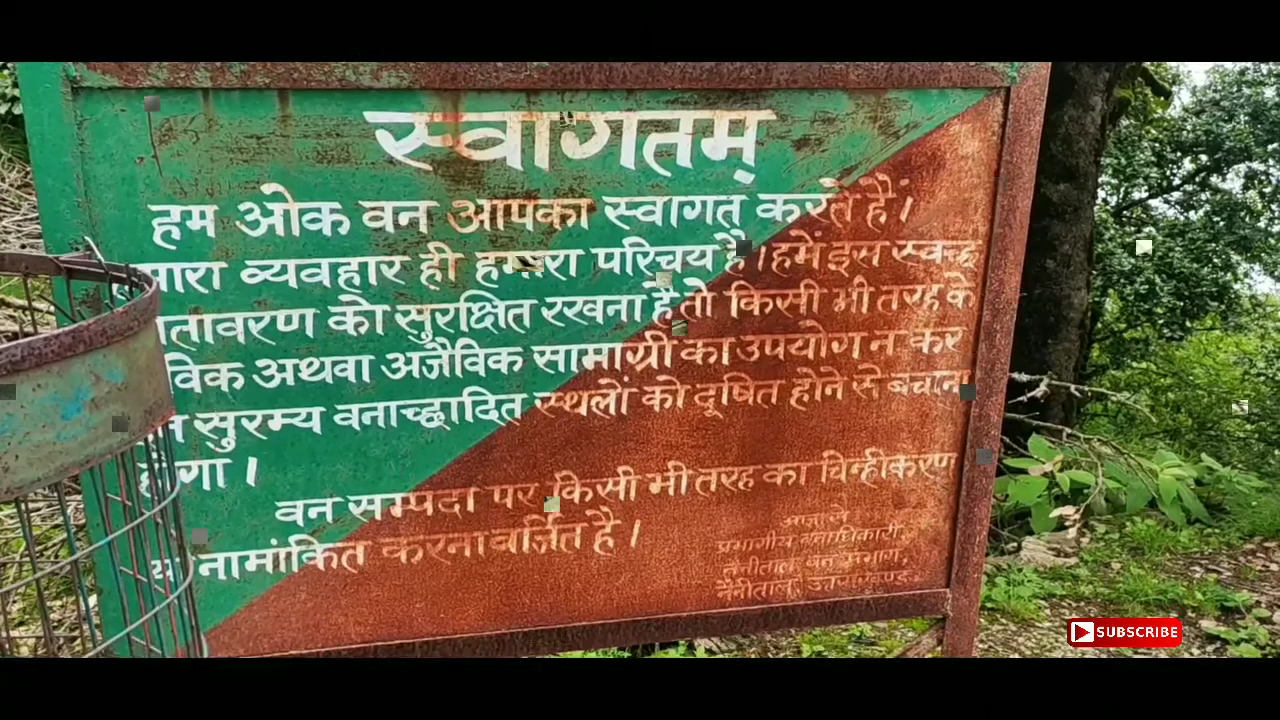 स्वागतम्
हम ओक वन आपका स्वागत करते हैं।
व्यवहार ही हमारा परिचय है। हमें इस स्वच्छ
को सुरक्षित रखना है तो किसी भी तरह के
अथवा अजैविक सामाग्री का उपयोग न कर
सुरम्य वनाच्छादित स्थलों को दूषित होने से बचाना
होगा।
वन सम्पदा पर किसी भी तरह का चिन्हीकरण
या नामांकित करना वर्जित है।
आज्ञा से
प्रभागीय वनाधिकारी,
नैनीताल वन प्रभाग,
नैनीताल, उत्तराखण्ड
SUBSCRIBE